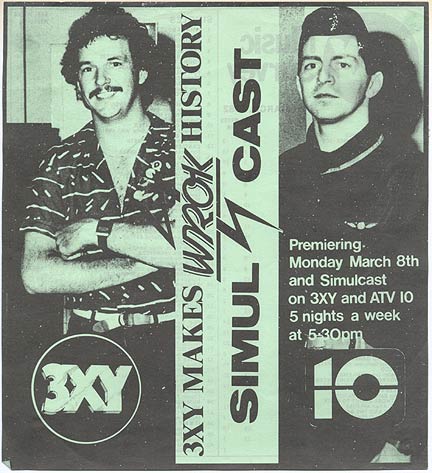 3XY MAKES WROK HISTORY
SIMUL CAST
Premiering
Monday March 8th
and Simulcast
on 3XY and ATV 10
5 nights a week
at 5-30pm
3XY
10